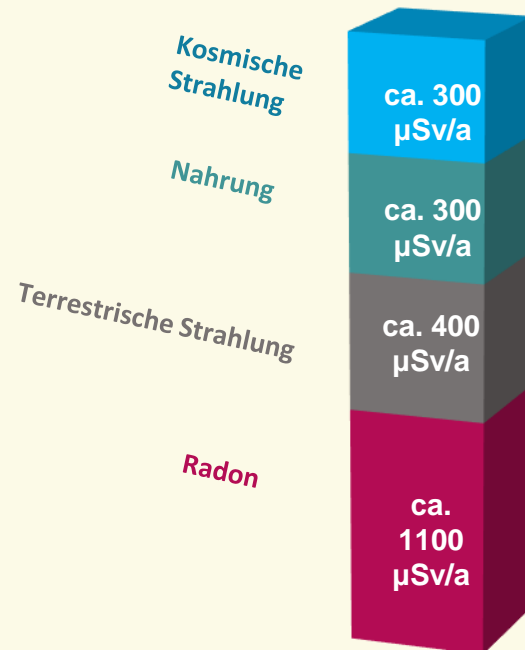 Kosmische
Strahlung
ca. 300
µSv/a
Nahrung
ca. 300
µSv/a
Terrestrische Strahlung
ca. 400
µSv/a
Radon
ca.
1100
µSv/a